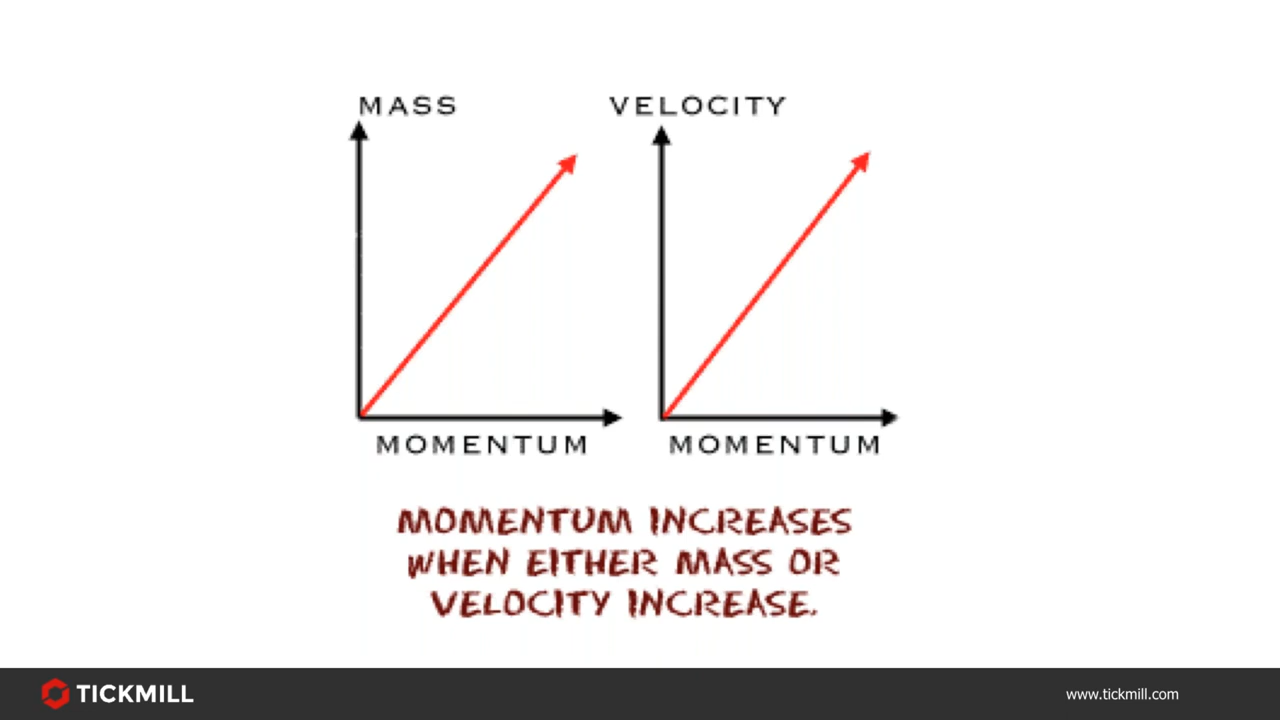 MASS
VELOCITY
MOMENTUM
MOMENTUM
MOMENTUM INCREASES
WHEN EITHER MASS OR
VELOCITY INCREASE.
TICKMILL
www.tickmill.com